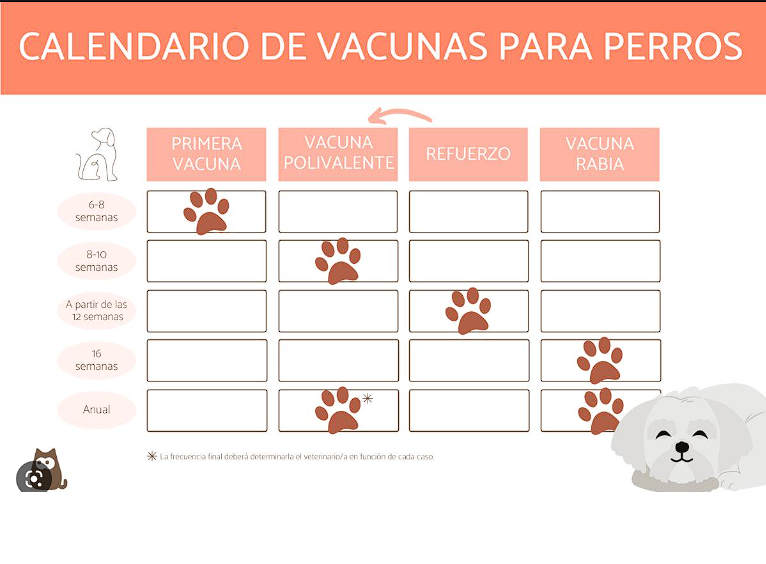 CALENDARIO DE VACUNAS PARA PERROS
PRIMERA
VACUNA
VACUNA
POLIVALENTE
REFUERZO
VACUNA
RABIA
6-8
semanas
8-10
semanas
A partir de las
12 semanas
16
semanas
Anual
*
* La frecuencia final deberá determinarla el veterinario/a en función de cada caso